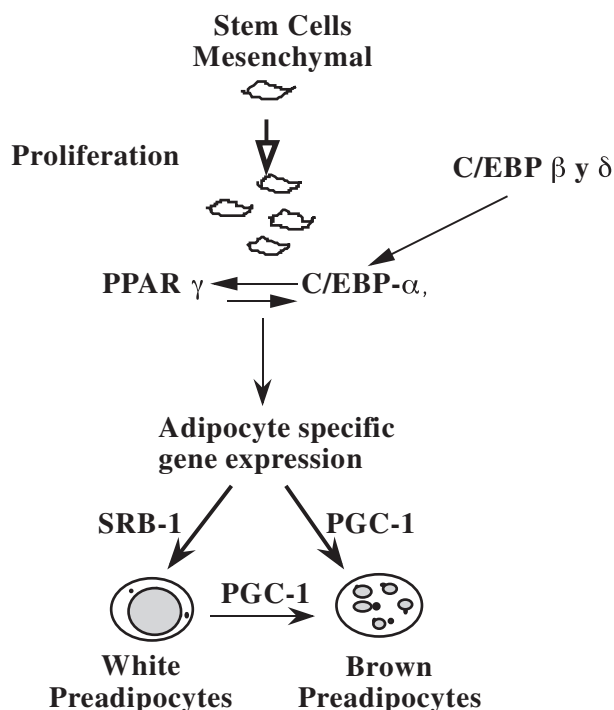 Stem Cells
Mesenchymal
Proliferation
C/EBP β y δ
PPAR γ
C/EBP-α,
Adipocyte specific
gene expression
SRB-1
PGC-1
PGC-1
White
Preadipocytes
Brown
Preadipocytes